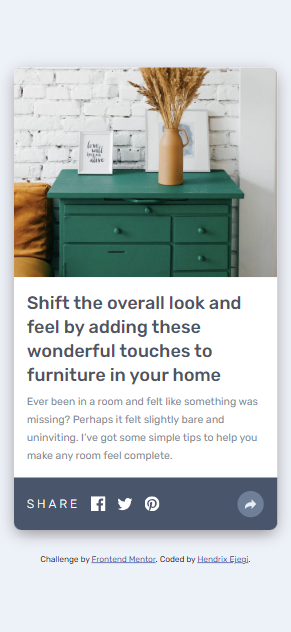 Shift the overall look and
feel by adding these
wonderful touches to
furniture in your home
Ever been in a room and felt like something was
missing? Perhaps it felt slightly bare and
uninviting. I've got some simple tips to help you
make any room feel complete.
SHARE
Challenge by Frontend Mentor. Coded by Hendrix Ejegi.